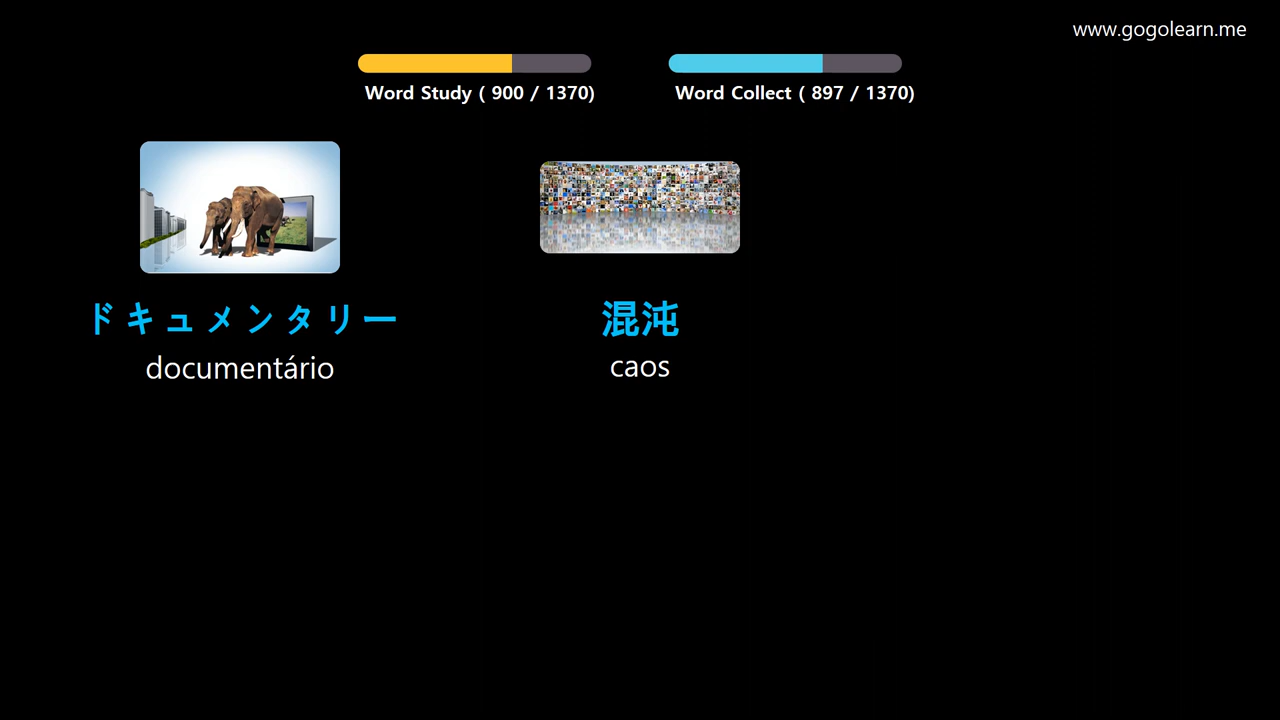 www.gogolearn.me
Word Study ( 900 / 1370)
Word Collect ( 897 / 1370)
ドキュメンタリー
documentário
混沌
caos